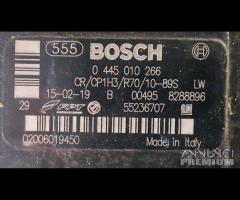 555 BOSCH
0 445 010 266
CR/CP1H3/R70/10-89S LW
15-02-19 B 00495 8288896
29 FPT 55236707
02006019450 Made in Italy
ANNUNCI
PREMIUM